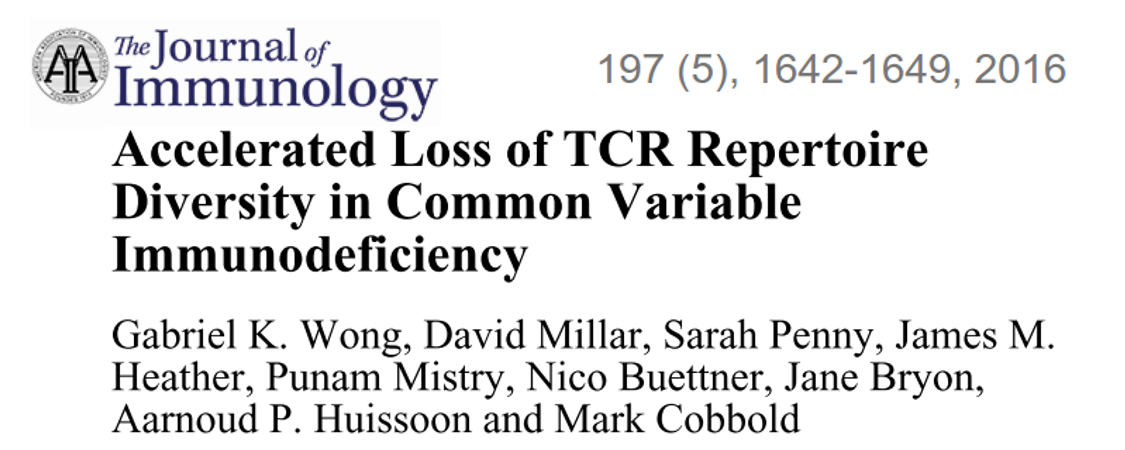 The Journal of
Immunology
197 (5), 1642-1649, 2016
Accelerated Loss of TCR Repertoire
Diversity in Common Variable
Immunodeficiency
Gabriel K. Wong, David Millar, Sarah Penny, James M.
Heather, Punam Mistry, Nico Buettner, Jane Bryon,
Aarnoud P. Huissoon and Mark Cobbold